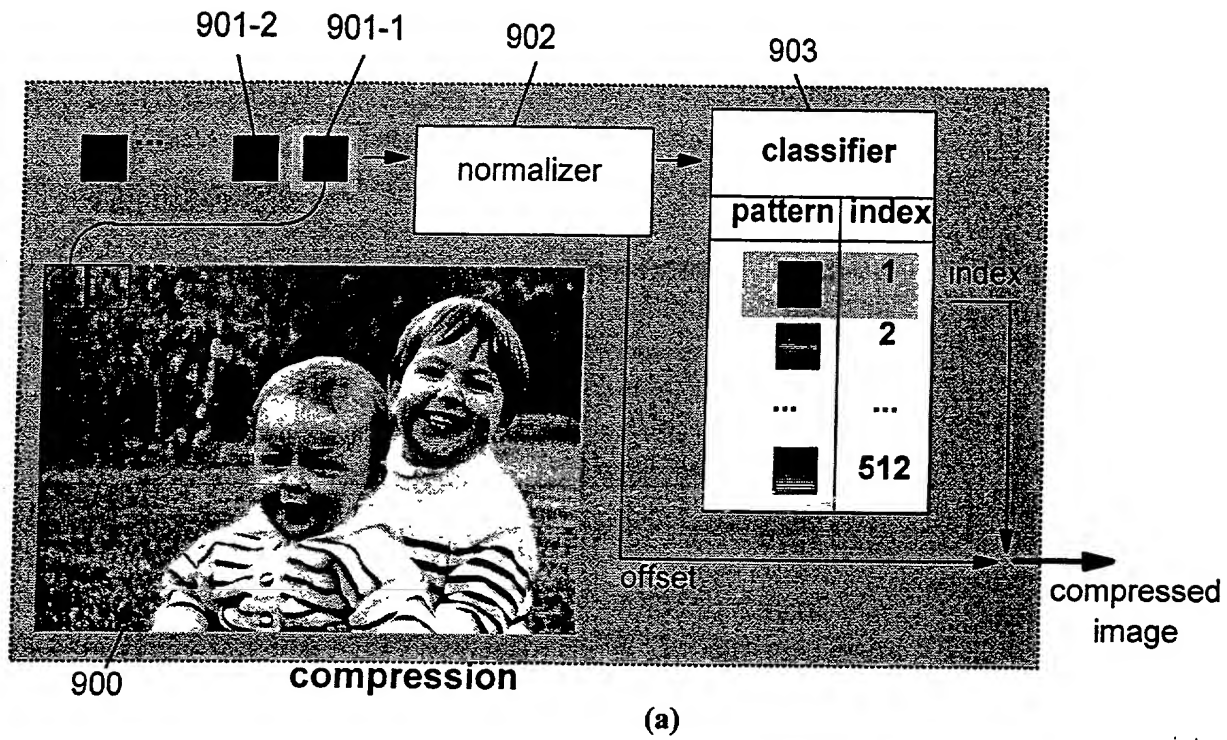 901-2 901-1 902 903
normalizer
classifier
pattern index
1
index
2
... ...
512
offset
compressed
image
900
compression
(a)